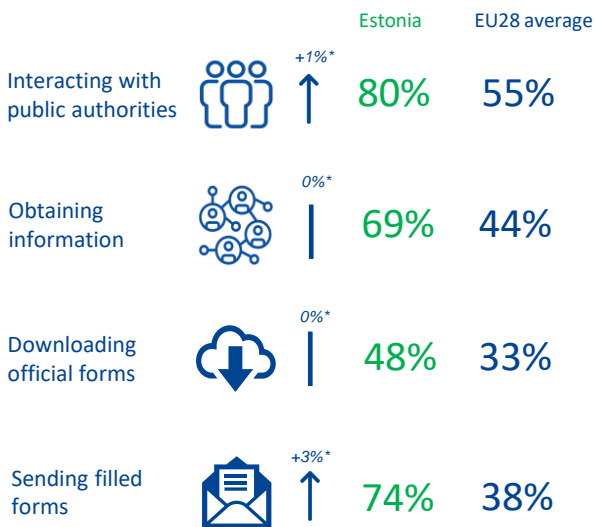 Estonia EU28 average
Interacting with
public authorities
+1%*
80% 55%
Obtaining
information
0%*
69% 44%
Downloading
official forms
0%*
48% 33%
Sending filled
forms
+3%*
74% 38%